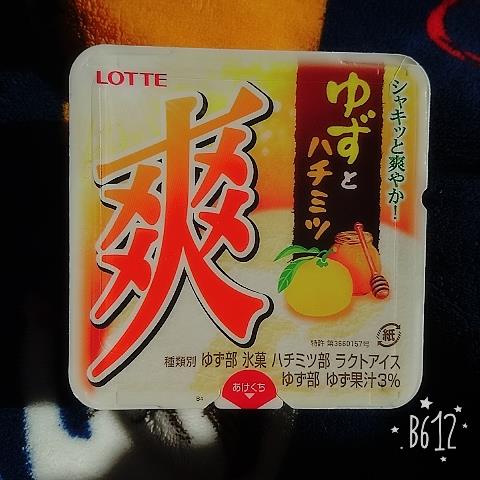 LOTTE
爽
ゆずとハチミツ
シャキッと爽やか!
特許 第3660157号
紙
種類別 ゆず部 氷菓 ハチミツ部 ラクトアイス
ゆず部 ゆず果汁3%
あけくち
B4
B612